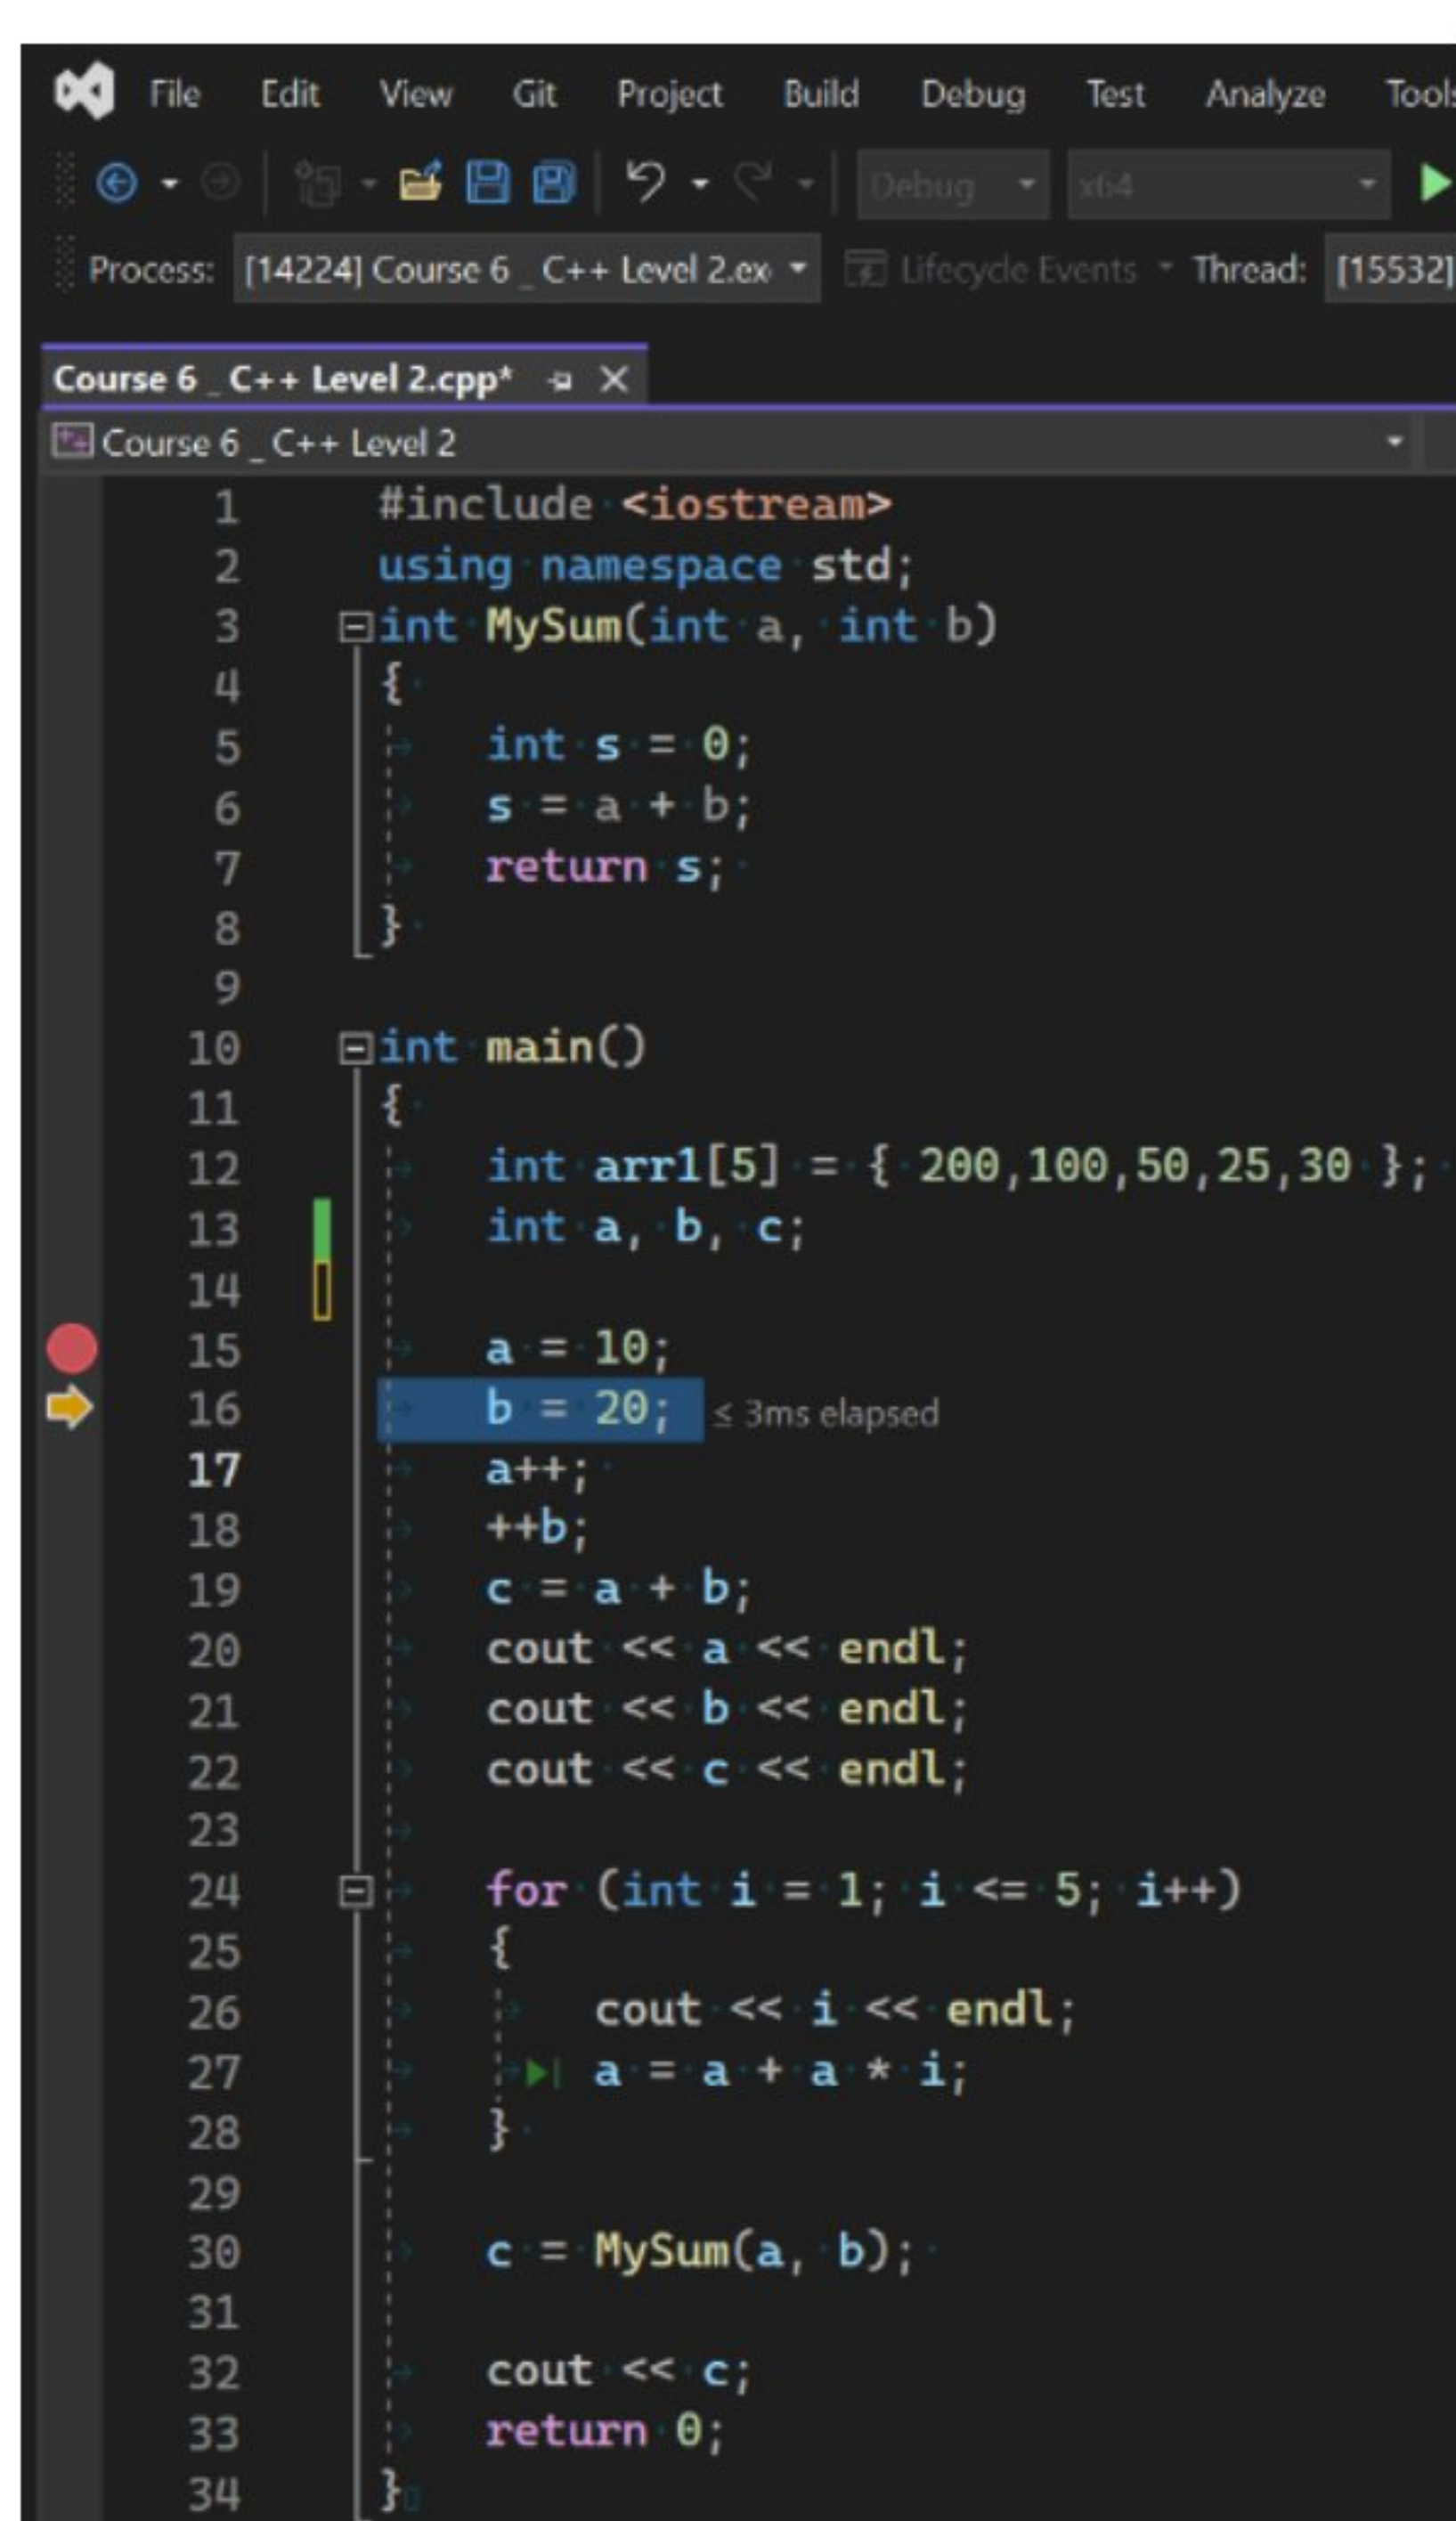 File Edit View Git Project Build Debug Test Analyze Tools
Debug x64
Process: [14224] Course 6 _ C++ Level 2.ex Lifecycle Events Thread: [15532]
Course 6 _ C++ Level 2.cpp*
Course 6 _ C++ Level 2
1 #include <iostream>
2 using namespace std;
3 int MySum(int a, int b)
4 {
5 int s = 0;
6 s = a + b;
7 return s;
8 }
9
10 int main()
11 {
12 int arr1[5] = { 200,100,50,25,30 };
13 int a, b, c;
14
15 a = 10;
16 b = 20; ≤ 3ms elapsed
17 a++;
18 ++b;
19 c = a + b;
20 cout << a << endl;
21 cout << b << endl;
22 cout << c << endl;
23
24 for (int i = 1; i <= 5; i++)
25 {
26 cout << i << endl;
27 a = a + a * i;
28 }
29
30 c = MySum(a, b);
31
32 cout << c;
33 return 0;
34 }